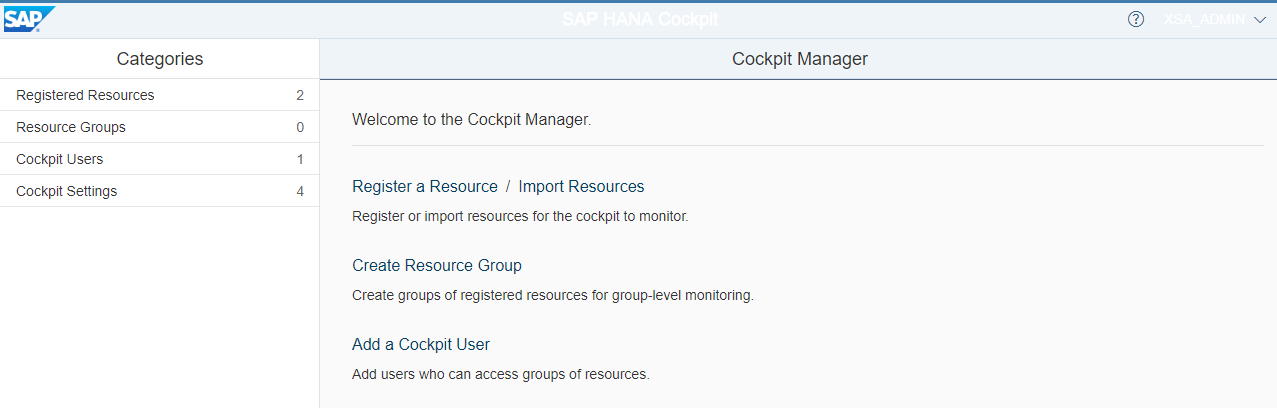 SAP
SAP HANA Cockpit
XSA_ADMIN
Categories
Cockpit Manager
Registered Resources 2
Resource Groups 0
Cockpit Users 1
Cockpit Settings 4
Welcome to the Cockpit Manager.
Register a Resource / Import Resources
Register or import resources for the cockpit to monitor.
Create Resource Group
Create groups of registered resources for group-level monitoring.
Add a Cockpit User
Add users who can access groups of resources.